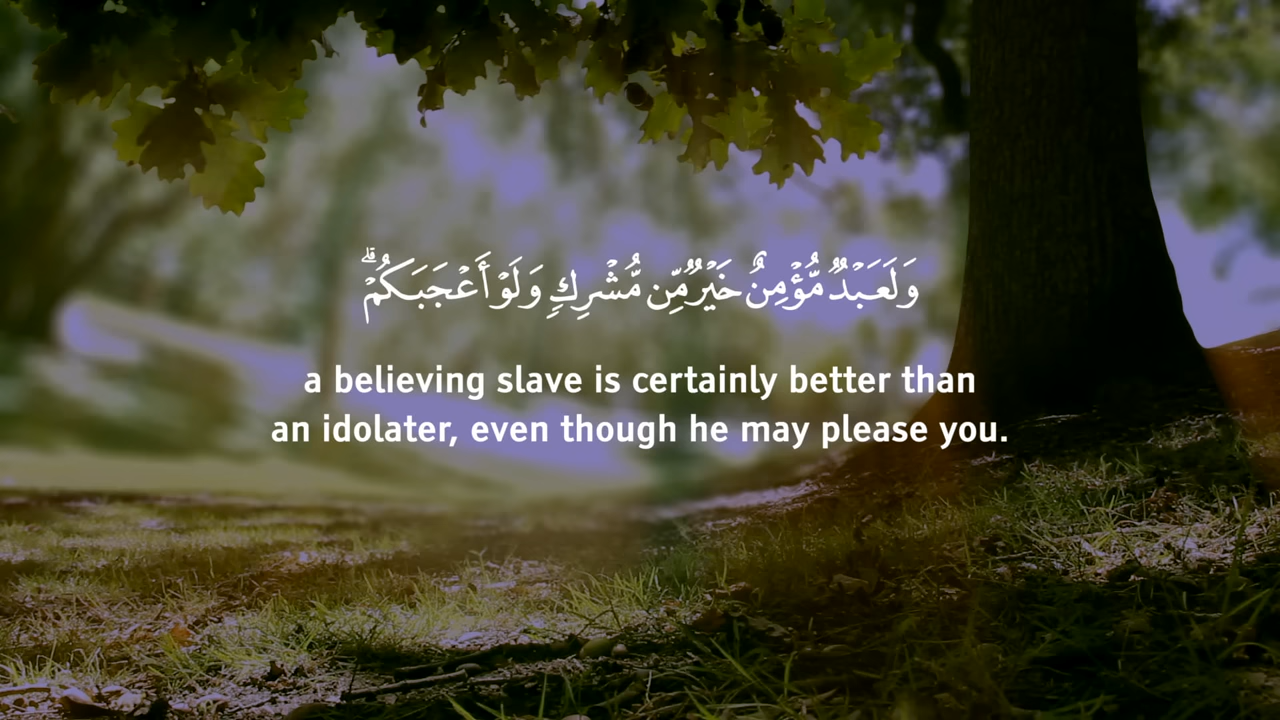 وَلَعَبْدٌ مُّؤْمِنٌ خَيْرٌ مِّن مُّشْرِكٍ وَلَوْ أَعْجَبَكُمْ ۗ
a believing slave is certainly better than
an idolater, even though he may please you.